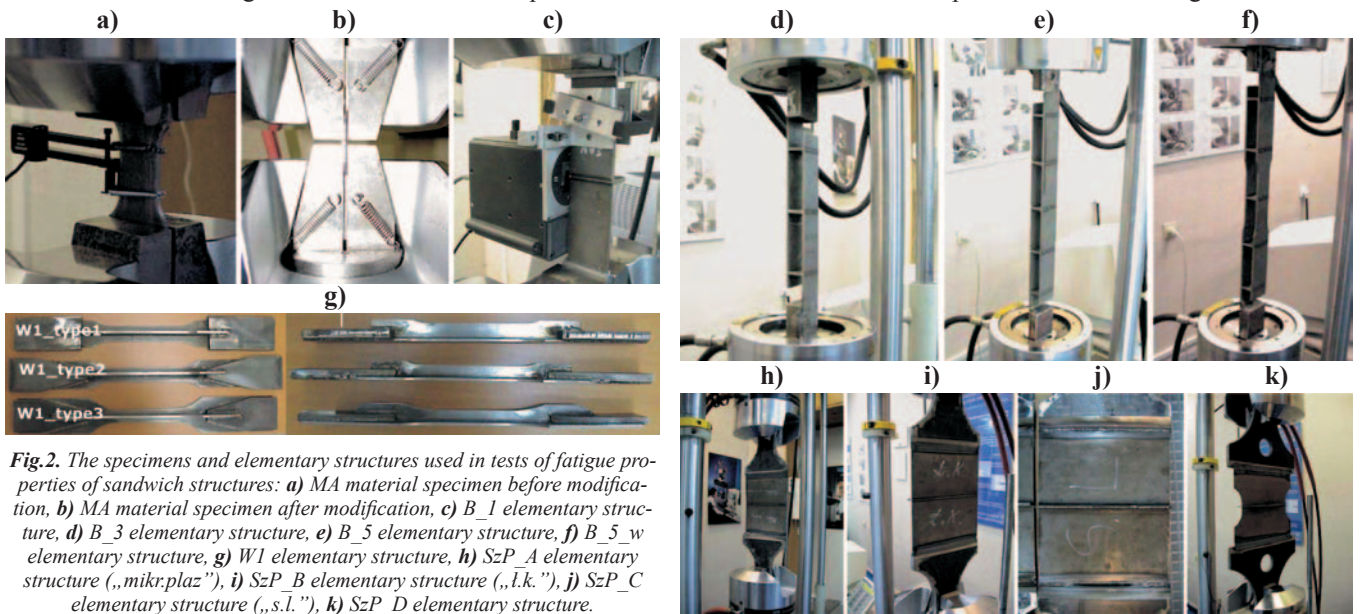 a) b) c) d) e) f)
g)
W1_type1
W1_type2
W1_type3
h) i) j) k)
Fig.2. The specimens and elementary structures used in tests of fatigue pro-
perties of sandwich structures: a) MA material specimen before modifica-
tion, b) MA material specimen after modification, c) B_1 elementary struc-
ture, d) B_3 elementary structure, e) B_5 elementary structure, f) B_5_w
elementary structure, g) W1 elementary structure, h) SzP_A elementary
structure („mikr.plaz”), i) SzP_B elementary structure („ł.k.”), j) SzP_C
elementary structure („s.l.”), k) SzP_D elementary structure.